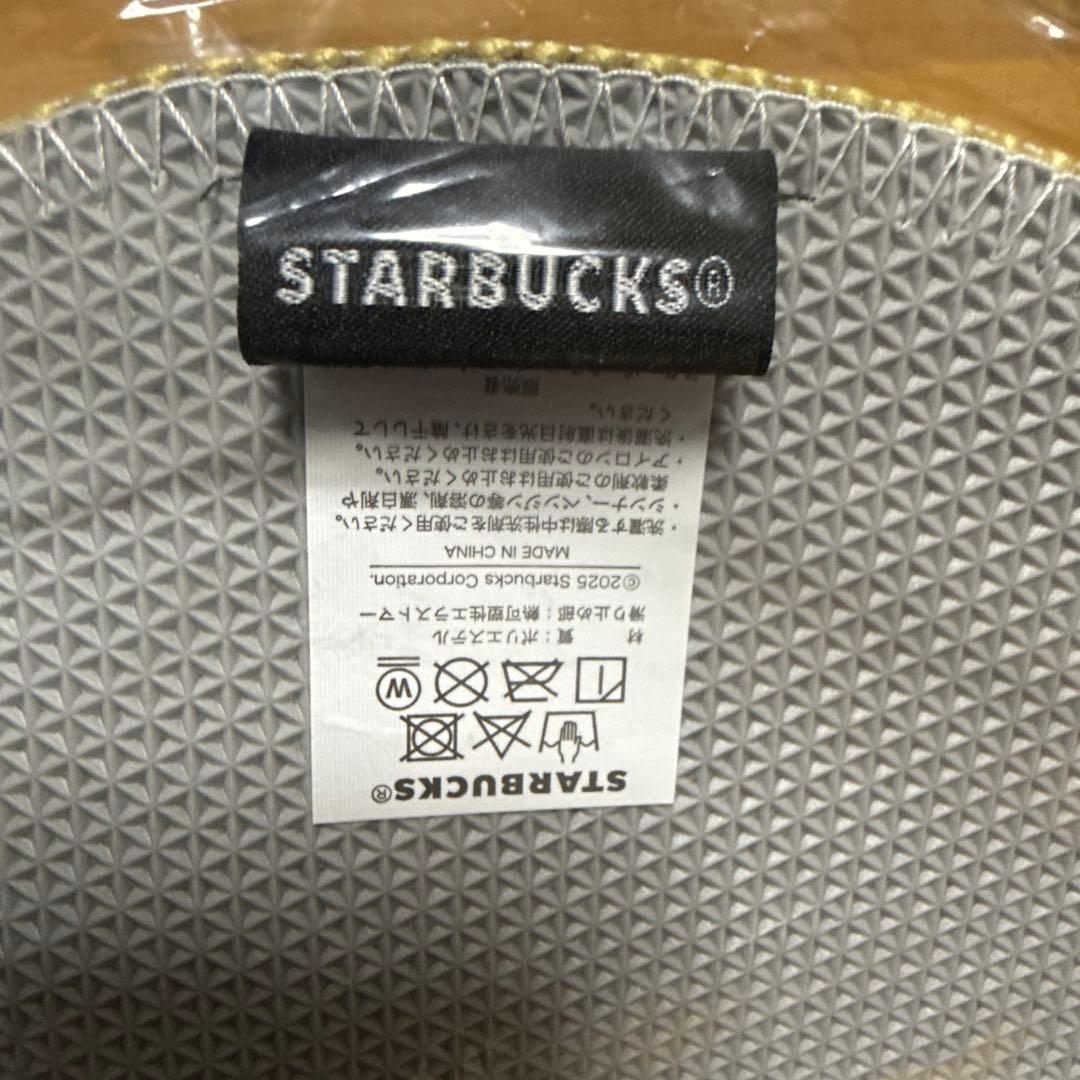 STARBUCKS®
STARBUCKS®
W
材 質：ポリエステル
滑り止め部：熱可塑性エラストマー
©2025 Starbucks Corporation.
MADE IN CHINA
・洗濯する際は中性洗剤をご使用ください。
・シンナー、ベンジン等の溶剤、漂白剤や
柔軟剤のご使用はお止めください。
・アイロンのご使用はお止めください。
・洗濯後は直射日光をさけ、陰干しして
ください。
販売者